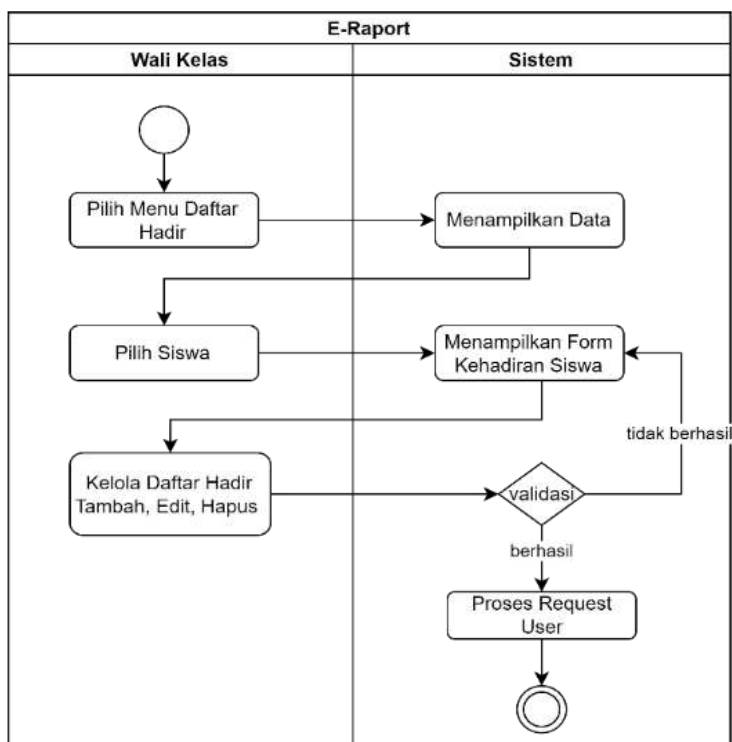 E-Raport
Wali Kelas
Sistem
Pilih Menu Daftar
Hadir
Menampilkan Data
Pilih Siswa
Menampilkan Form
Kehadiran Siswa
tidak berhasil
Kelola Daftar Hadir
Tambah, Edit, Hapus
validasi
berhasil
Proses Request
User